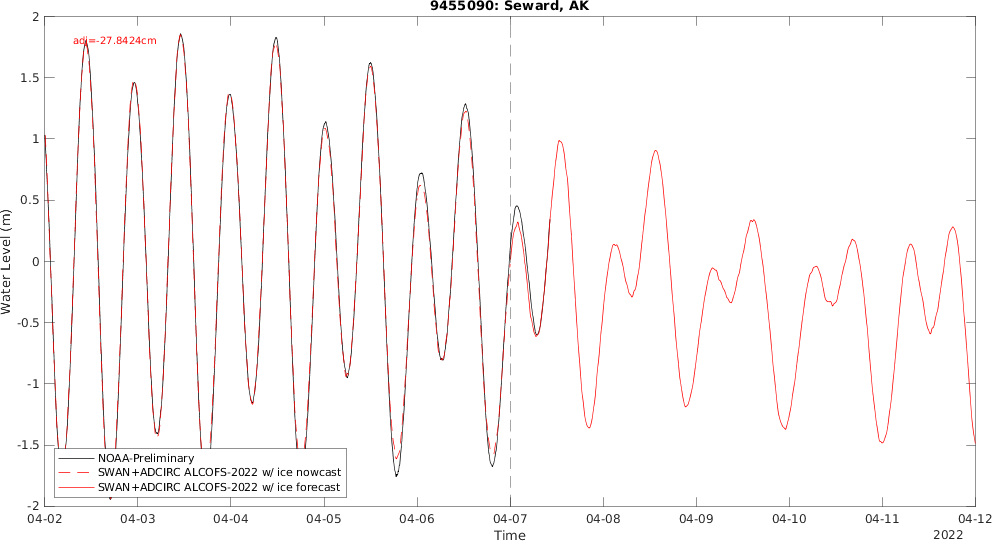 9455090: Seward, AK
adj=-27.8424cm
Water Level (m)
2
1.5
1
0.5
0
-0.5
-1
-1.5
-2
NOAA-Preliminary
SWAN+ADCIRC ALCOFS-2022 w/ ice nowcast
SWAN+ADCIRC ALCOFS-2022 w/ ice forecast
04-02 04-03 04-04 04-05 04-06 04-07 04-08 04-09 04-10 04-11 04-12
Time
2022